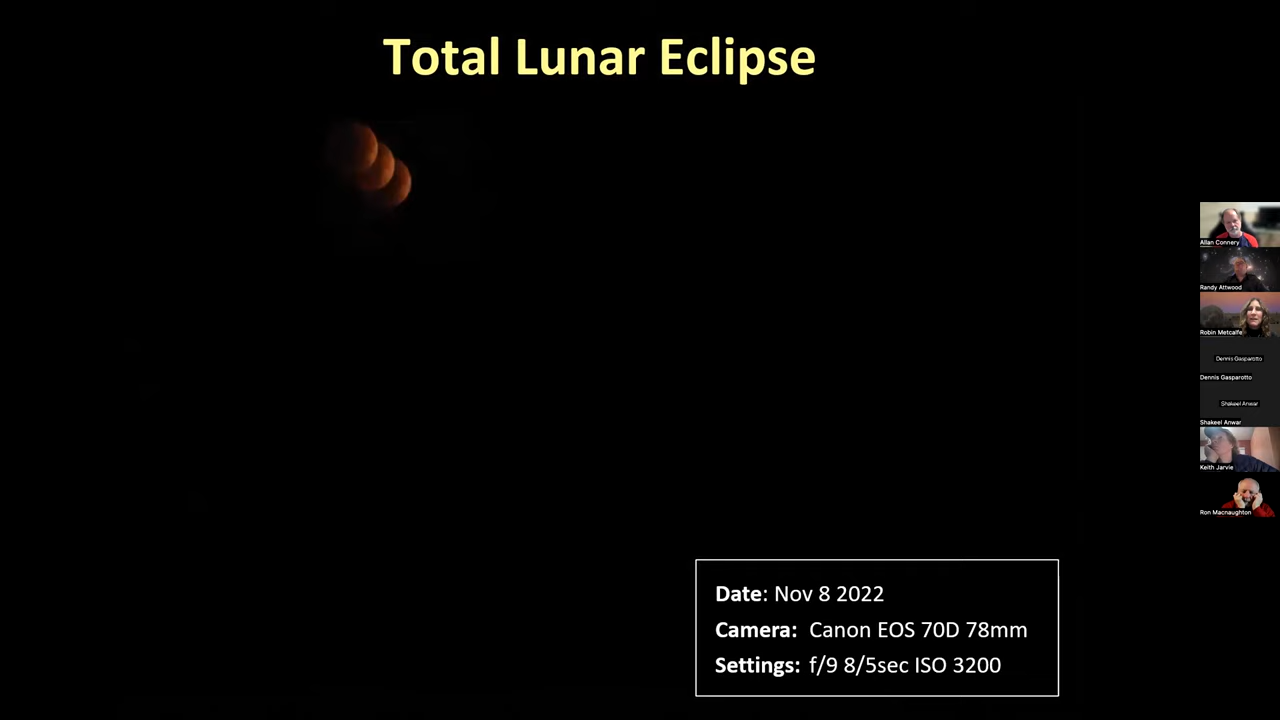 Total Lunar Eclipse
Allan Connery
Randy Attwood
Robin Metcalfe
Dennis Gasparotto
Dennis Gasparotto
Shakeel Anwar
Shakeel Anwar
Keith Jarvie
Ron Macnaughton
Date: Nov 8 2022
Camera: Canon EOS 70D 78mm
Settings: f/9 8/5sec ISO 3200